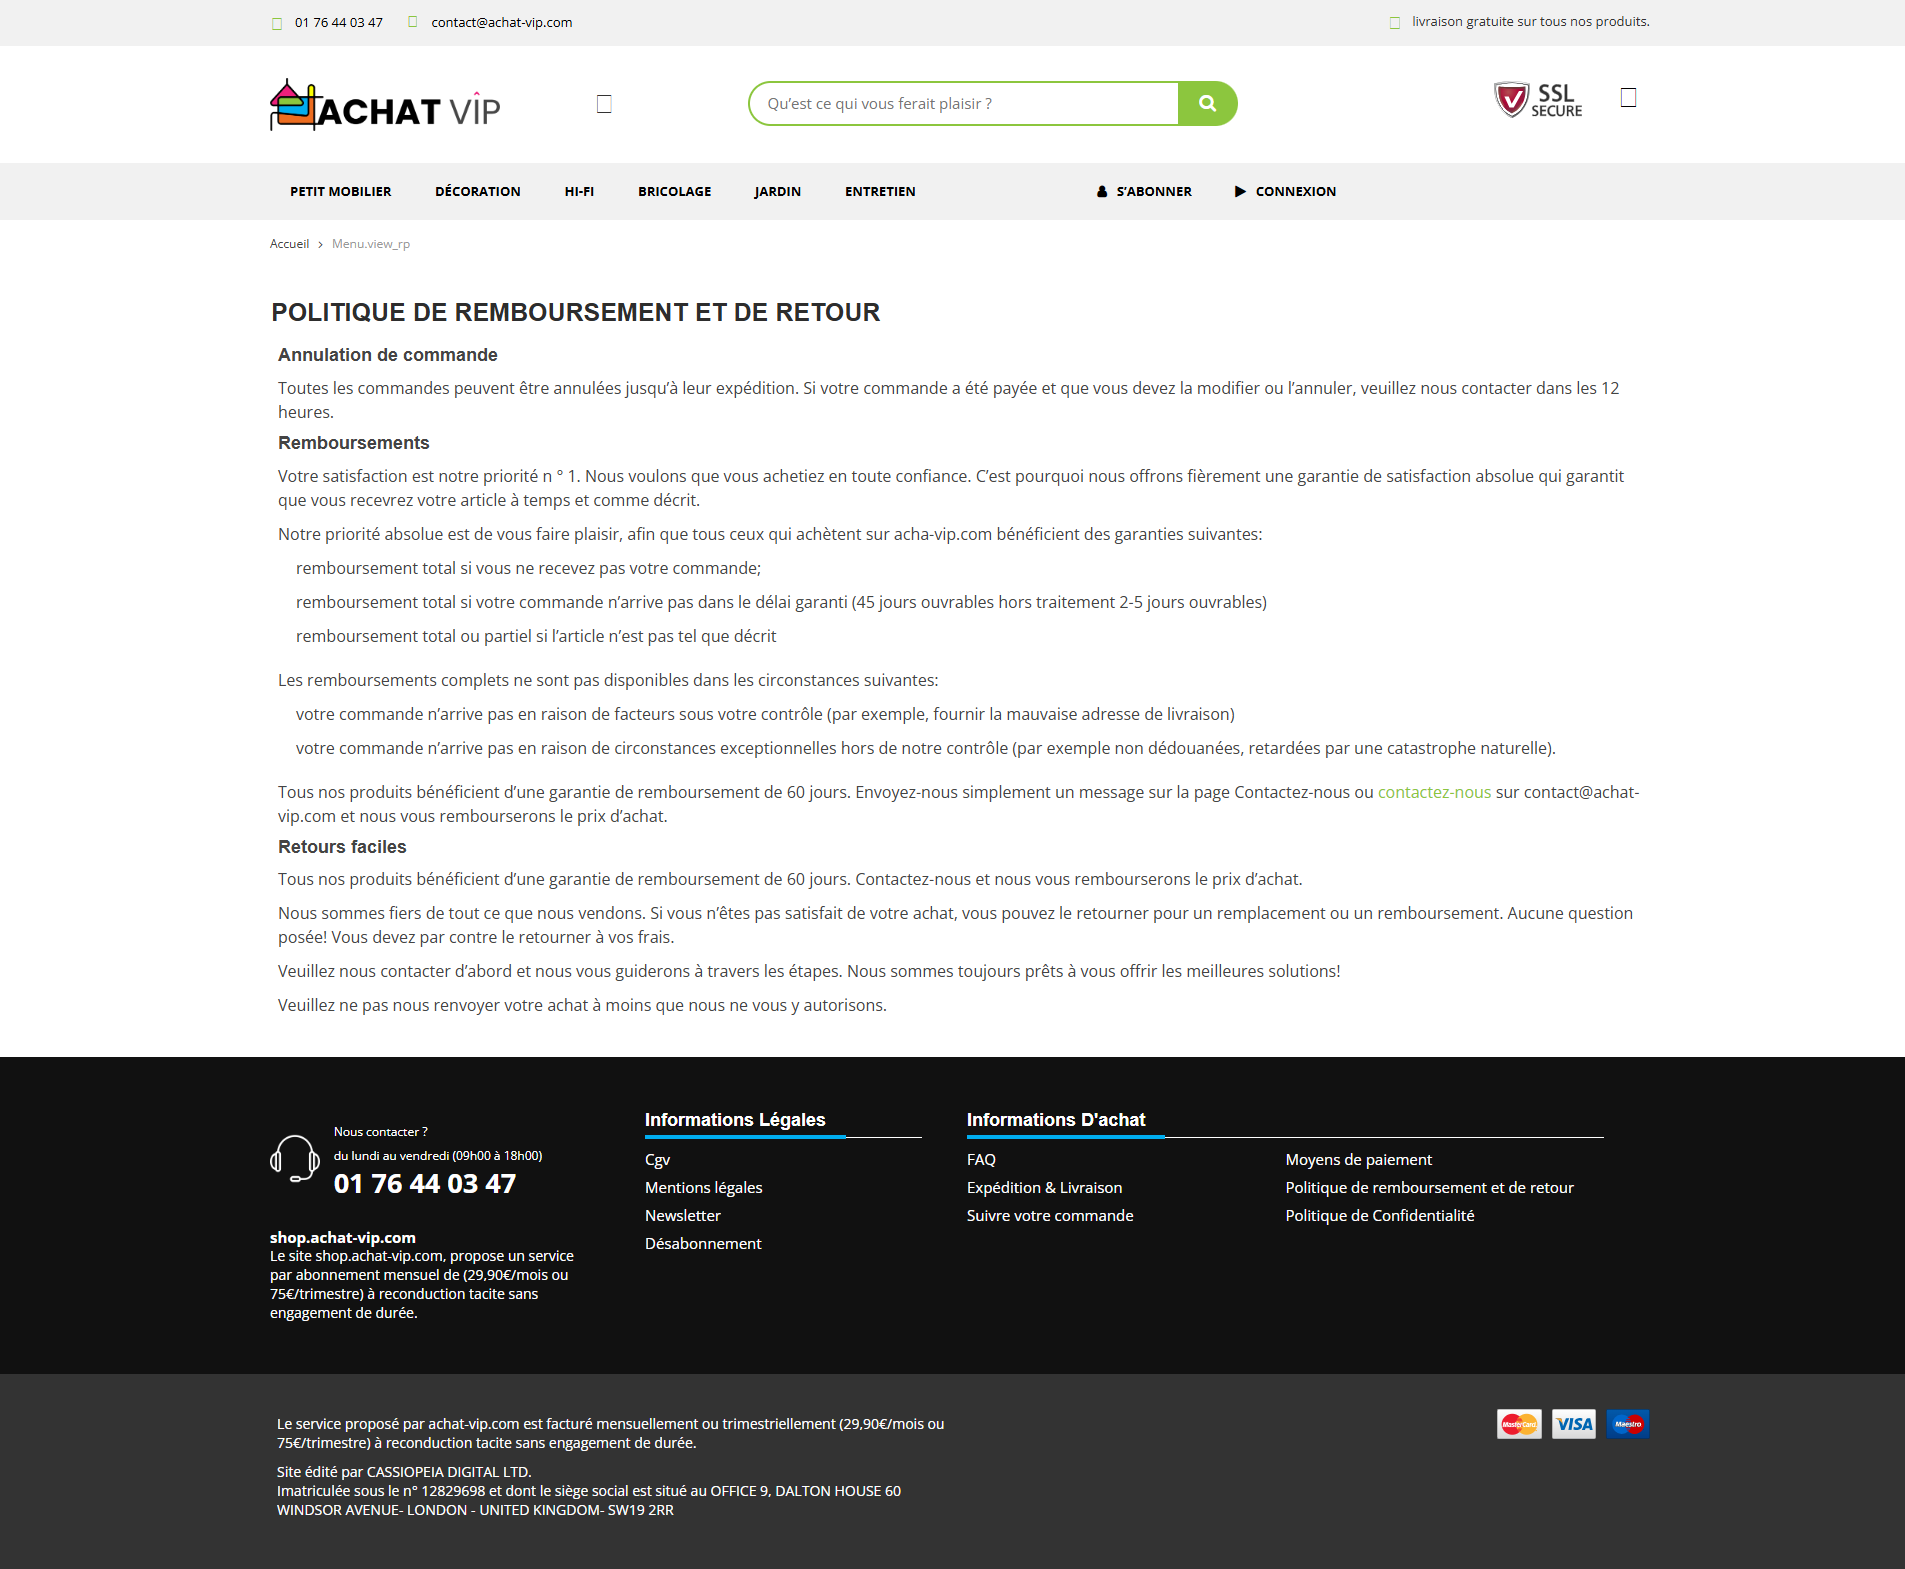 01 76 44 03 47
contact@achat-vip.com
livraison gratuite sur tous nos produits.
ACHAT VIP
Qu’est ce qui vous ferait plaisir ?
SSL
SECURE
PETIT MOBILIER
DÉCORATION
HI-FI
BRICOLAGE
JARDIN
ENTRETIEN
S’ABONNER
CONNEXION
Accueil
Menu.view_rp
POLITIQUE DE REMBOURSEMENT ET DE RETOUR
Annulation de commande
Toutes les commandes peuvent être annulées jusqu’à leur expédition. Si votre commande a été payée et que vous devez la modifier ou l’annuler, veuillez nous contacter dans les 12
heures.
Remboursements
Votre satisfaction est notre priorité n ° 1. Nous voulons que vous achetiez en toute confiance. C’est pourquoi nous offrons fièrement une garantie de satisfaction absolue qui garantit
que vous recevrez votre article à temps et comme décrit.
Notre priorité absolue est de vous faire plaisir, afin que tous ceux qui achètent sur acha-vip.com bénéficient des garanties suivantes:
remboursement total si vous ne recevez pas votre commande;
remboursement total si votre commande n’arrive pas dans le délai garanti (45 jours ouvrables hors traitement 2-5 jours ouvrables)
remboursement total ou partiel si l’article n’est pas tel que décrit
Les remboursements complets ne sont pas disponibles dans les circonstances suivantes:
votre commande n’arrive pas en raison de facteurs sous votre contrôle (par exemple, fournir la mauvaise adresse de livraison)
votre commande n’arrive pas en raison de circonstances exceptionnelles hors de notre contrôle (par exemple non dédouanées, retardées par une catastrophe naturelle).
Tous nos produits bénéficient d’une garantie de remboursement de 60 jours. Envoyez-nous simplement un message sur la page Contactez-nous ou contactez-nous sur contact@achat-
vip.com et nous vous rembourserons le prix d’achat.
Retours faciles
Tous nos produits bénéficient d’une garantie de remboursement de 60 jours. Contactez-nous et nous vous rembourserons le prix d’achat.
Nous sommes fiers de tout ce que nous vendons. Si vous n’êtes pas satisfait de votre achat, vous pouvez le retourner pour un remplacement ou un remboursement. Aucune question
posée! Vous devez par contre le retourner à vos frais.
Veuillez nous contacter d’abord et nous vous guiderons à travers les étapes. Nous sommes toujours prêts à vous offrir les meilleures solutions!
Veuillez ne pas nous renvoyer votre achat à moins que nous ne vous y autorisons.
Nous contacter ?
du lundi au vendredi (09h00 à 18h00)
01 76 44 03 47
shop.achat-vip.com
Le site shop.achat-vip.com, propose un service
par abonnement mensuel de (29,90€/mois ou
75€/trimestre) à reconduction tacite sans
engagement de durée.
Informations Légales
Cgv
Mentions légales
Newsletter
Désabonnement
Informations D'achat
FAQ
Expédition & Livraison
Suivre votre commande
Moyens de paiement
Politique de remboursement et de retour
Politique de Confidentialité
Le service proposé par achat-vip.com est facturé mensuellement ou trimestriellement (29,90€/mois ou
75€/trimestre) à reconduction tacite sans engagement de durée.
Site édité par CASSIOPEIA DIGITAL LTD.
Imatriculée sous le n° 12829698 et dont le siège social est situé au OFFICE 9, DALTON HOUSE 60
WINDSOR AVENUE- LONDON - UNITED KINGDOM- SW19 2RR
MasterCard
VISA
Maestro